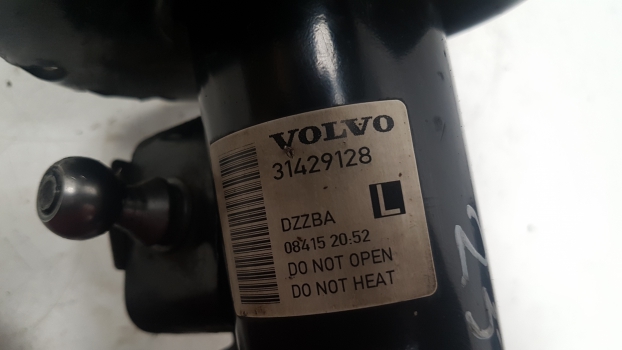 VOLVO
31429128
L
DZZBA
08415 20:52
DO NOT OPEN
DO NOT HEAT